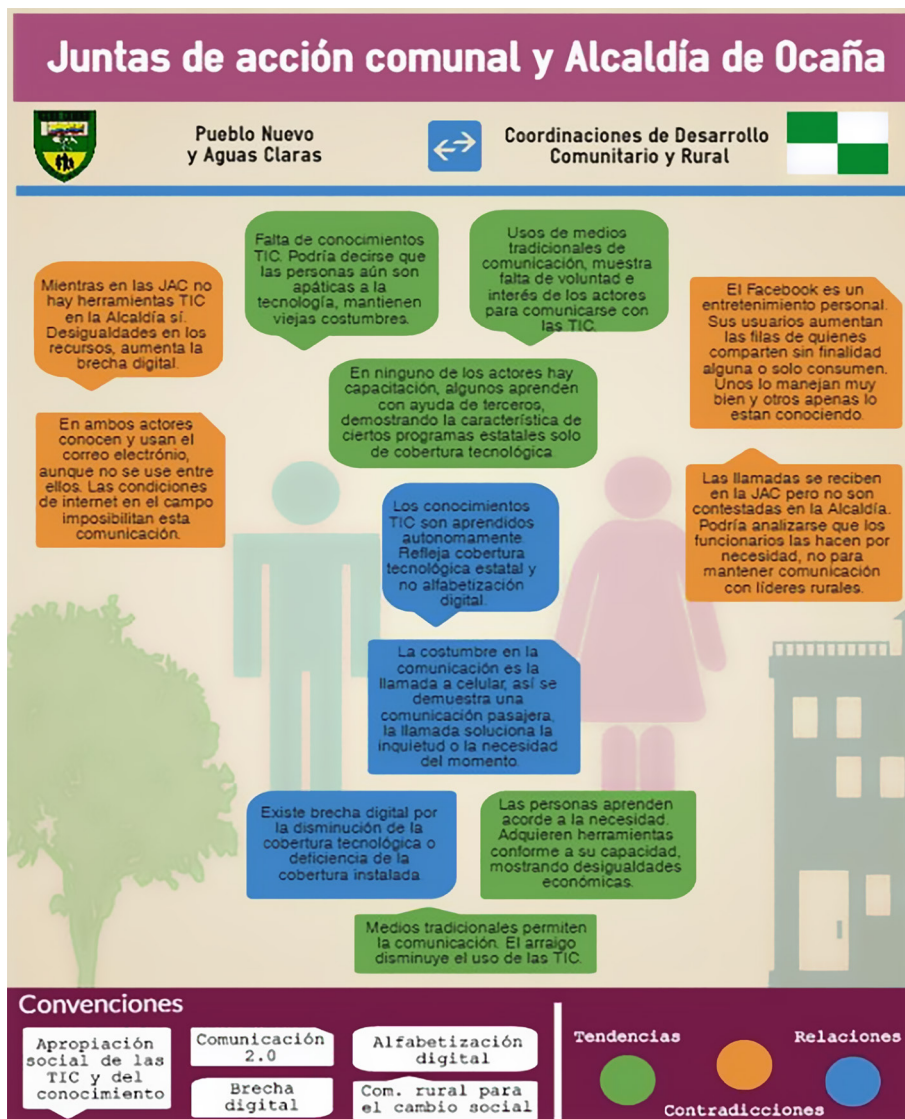 Juntas de acción comunal y Alcaldía de Ocaña
Pueblo Nuevo
y Aguas Claras
Coordinaciones de Desarrollo
Comunitario y Rural
Falta de conocimientos
TIC. Podría decirse que
las personas aún son
apáticas a la
tecnología, mantienen
viejas costumbres.
Usos de medios
tradicionales de
comunicación, muestra
falta de voluntad e
interés de los actores
para comunicarse con
las TIC.
Mientras en las JAC no
hay herramientas TIC
en la Alcaldía sí.
Desigualdades en los
recursos, aumenta la
brecha digital.
El Facebook es un
entretenimiento personal.
Sus usuarios aumentan
las filas de quienes
comparten sin finalidad
alguna o solo consumen.
Unos lo manejan muy
bien y otros apenas lo
estan conociendo.
En ninguno de los actores hay
capacitación, algunos aprenden
con ayuda de terceros,
demostrando la característica de
ciertos programas estatales solo
de cobertura tecnológica.
En ambos actores
conocen y usan el
correo electrónio,
aunque no se use entre
ellos. Las condiciones
de internet en el campo
imposibilitan esta
comunicación.
Las llamadas se reciben
en la JAC pero no son
contestadas en la Alcaldía.
Podría analizarse que los
funcionarios las hacen por
necesidad, no para
mantener comunicación
con líderes rurales.
Los conocimientos
TIC son aprendidos
autonomamente.
Refleja cobertura
tecnológica estatal y
no alfabetización
digital.
La costumbre en la
comunicación es la
llamada a celular, así se
demuestra una
comunicación pasajera,
la llamada soluciona la
inquietud o la necesidad
del momento.
Existe brecha digital por
la disminución de la
cobertura tecnológica o
deficiencia de la
cobertura instalada.
Las personas aprenden
acorde a la necesidad.
Adquieren herramientas
conforme a su capacidad,
mostrando desigualdades
económicas.
Medios tradicionales permiten
la comunicación. El arraigo
disminuye el uso de las TIC.
Convenciones
Apropiación
social de las
TIC y del
conocimiento
Comunicación
2.0
Brecha
digital
Alfabetización
digital
Com. rural para
el cambio social
Tendencias
Relaciones
Contradicciones